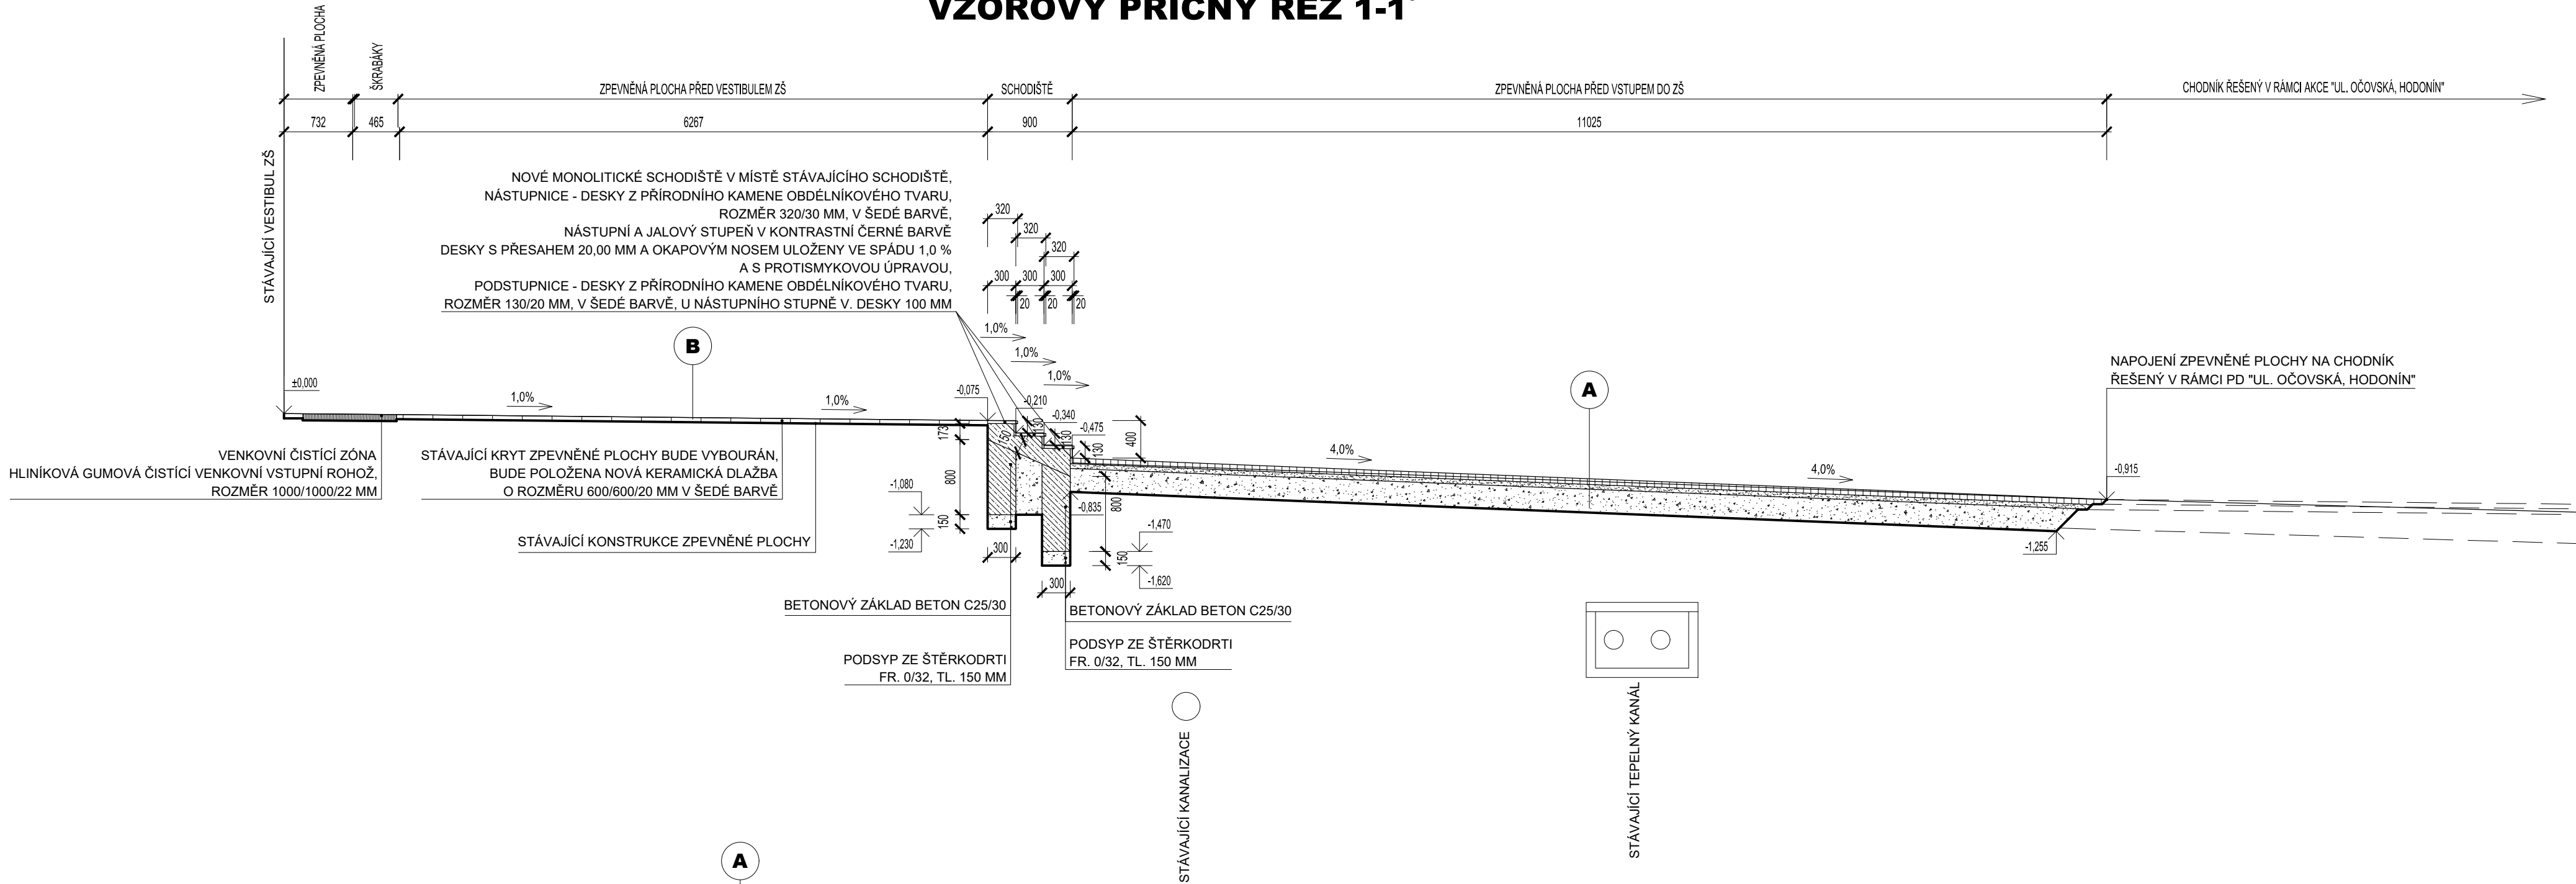 VZOROVÝ PŘÍČNÝ ŘEZ 1-1'
ZPEVNĚNÁ PLOCHA
ŠKRABÁKY
ZPEVNĚNÁ PLOCHA PŘED VESTIBULEM ZŠ
SCHODIŠTĚ
ZPEVNĚNÁ PLOCHA PŘED VSTUPEM DO ZŠ
CHODNÍK ŘEŠENÝ V RÁMCI AKCE "UL. OČOVSKÁ, HODONÍN"
732
465
6267
900
11025
STÁVAJÍCÍ VESTIBUL ZŠ
NOVÉ MONOLITICKÉ SCHODIŠTĚ V MÍSTĚ STÁVAJÍCÍHO SCHODIŠTĚ,
NÁSTUPNICE - DESKY Z PŘÍRODNÍHO KAMENE OBDÉLNÍKOVÉHO TVARU,
ROZMĚR 320/30 MM, V ŠEDÉ BARVĚ,
NÁSTUPNÍ A JALOVÝ STUPEŇ V KONTRASTNÍ ČERNÉ BARVĚ
DESKY S PŘESAHEM 20,00 MM A OKAPOVÝM NOSEM ULOŽENY VE SPÁDU 1,0 %
A S PROTISMYKOVOU ÚPRAVOU,
PODSTUPNICE - DESKY Z PŘÍRODNÍHO KAMENE OBDÉLNÍKOVÉHO TVARU,
ROZMĚR 130/20 MM, V ŠEDÉ BARVĚ, U NÁSTUPNÍHO STUPNĚ V. DESKY 100 MM
320
320
320
300
300
300
20
20
20
1,0%
1,0%
1,0%
B
A
±0,000
1,0%
1,0%
-0,075
-0,210
-0,340
-0,475
173
150
130
130
130
400
4,0%
4,0%
NAPOJENÍ ZPEVNĚNÉ PLOCHY NA CHODNÍK
ŘEŠENÝ V RÁMCI PD "UL. OČOVSKÁ, HODONÍN"
-0,915
VENKOVNÍ ČISTÍCÍ ZÓNA
HLINÍKOVÁ GUMOVÁ ČISTÍCÍ VENKOVNÍ VSTUPNÍ ROHOŽ,
ROZMĚR 1000/1000/22 MM
STÁVAJÍCÍ KRYT ZPEVNĚNÉ PLOCHY BUDE VYBOURÁN,
BUDE POLOŽENA NOVÁ KERAMICKÁ DLAŽBA
O ROZMĚRU 600/600/20 MM V ŠEDÉ BARVĚ
STÁVAJÍCÍ KONSTRUKCE ZPEVNĚNÉ PLOCHY
800
-1,080
150
-1,230
300
-0,835
800
-1,470
150
-1,620
300
-1,255
BETONOVÝ ZÁKLAD BETON C25/30
BETONOVÝ ZÁKLAD BETON C25/30
PODSYP ZE ŠTĚRKODRTI
FR. 0/32, TL. 150 MM
PODSYP ZE ŠTĚRKODRTI
FR. 0/32, TL. 150 MM
STÁVAJÍCÍ KANALIZACE
STÁVAJÍCÍ TEPELNÝ KANÁL
A